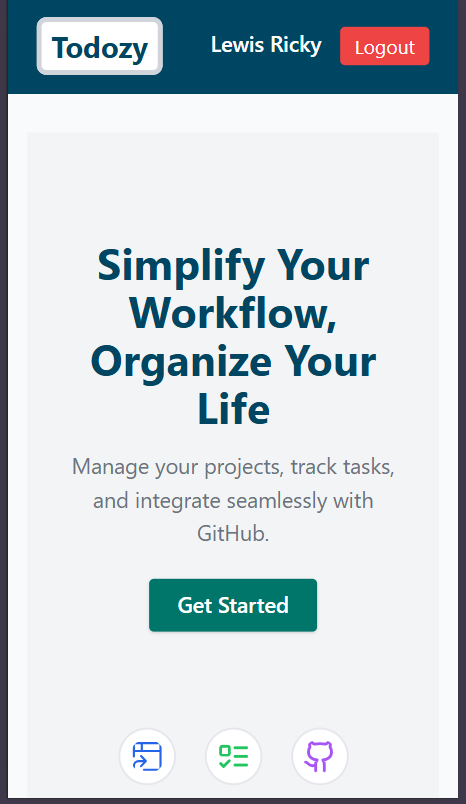 Todozy
Lewis Ricky
Logout
Simplify Your
Workflow,
Organize Your
Life
Manage your projects, track tasks,
and integrate seamlessly with
GitHub.
Get Started